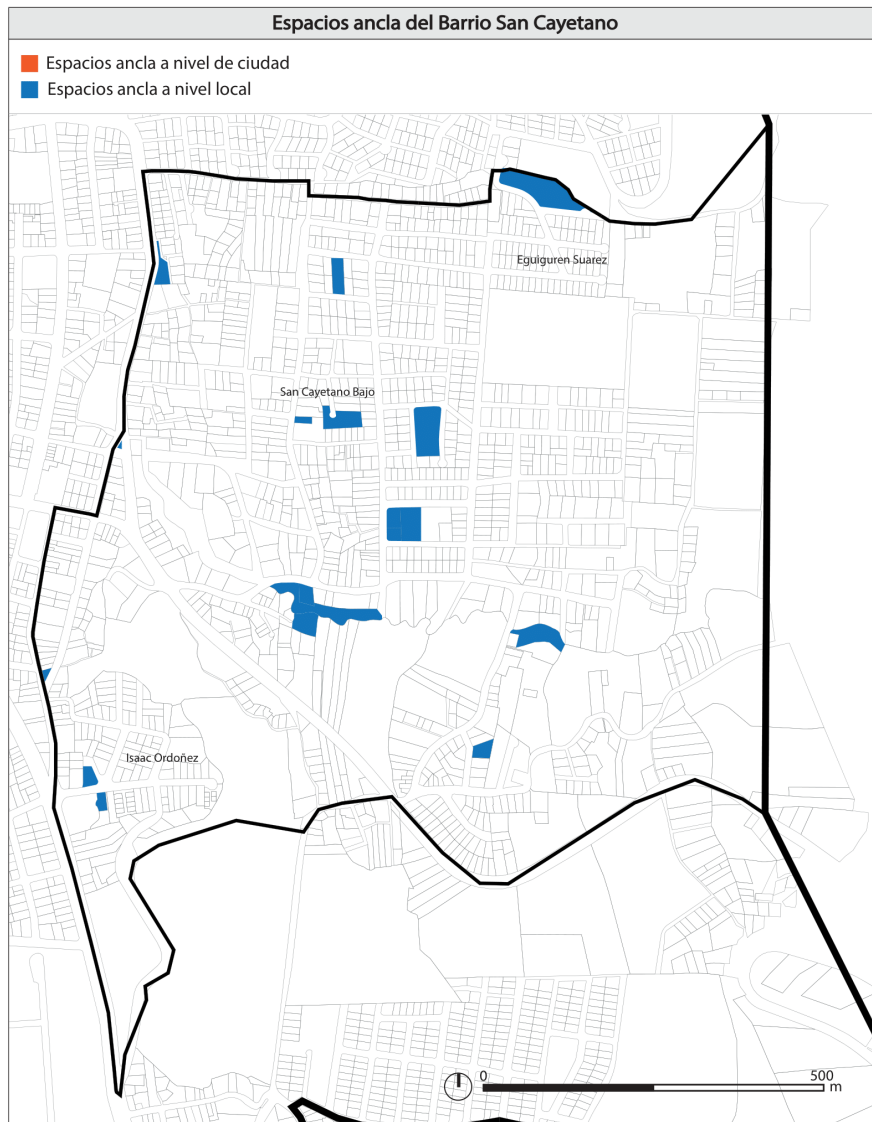 Espacios ancla del Barrio San Cayetano
Espacios ancla a nivel de ciudad
Espacios ancla a nivel local
Eguiguren Suarez
San Cayetano Bajo
Isaac Ordoñez
0
500
m